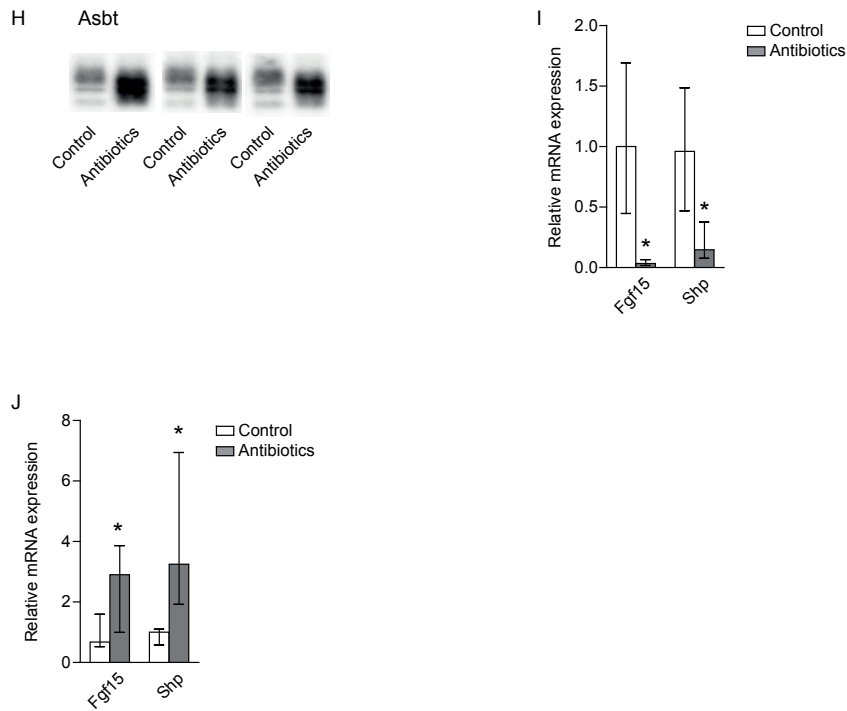 H
Asbt
Control
Antibiotics
Control
Antibiotics
Control
Antibiotics
I
Relative mRNA expression
2.0
1.5
1.0
0.5
0.0
Control
Antibiotics
*
*
Fgf15
Shp
J
Relative mRNA expression
8
6
4
2
0
Control
Antibiotics
*
*
Fgf15
Shp